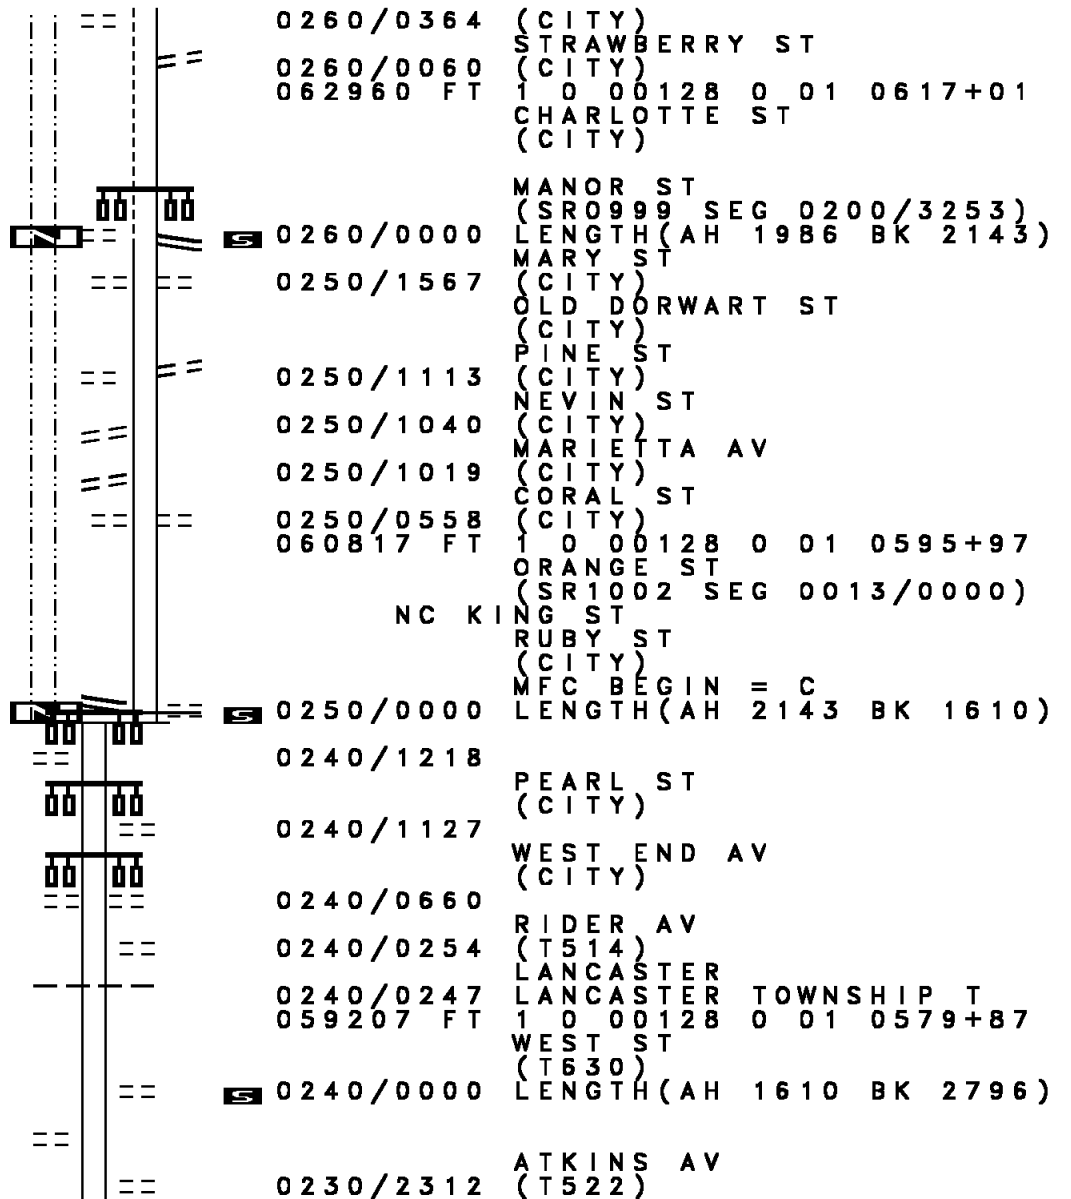 0260/0364 (CITY)
STRAWBERRY ST
0260/0060 (CITY)
062960 FT 1 0 00128 0 01 0617+01
CHARLOTTE ST
(CITY)
MANOR ST
(SR0999 SEG 0200/3253)
S 0260/0000 LENGTH(AH 1986 BK 2143)
MARY ST
0250/1567 (CITY)
OLD DORWART ST
(CITY)
PINE ST
0250/1113 (CITY)
NEVIN ST
0250/1040 (CITY)
MARIETTA AV
0250/1019 (CITY)
CORAL ST
0250/0558 (CITY)
060817 FT 1 0 00128 0 01 0595+97
ORANGE ST
(SR1002 SEG 0013/0000)
NC KING ST
RUBY ST
(CITY)
MFC BEGIN = C
S 0250/0000 LENGTH(AH 2143 BK 1610)
0240/1218
PEARL ST
(CITY)
0240/1127
WEST END AV
(CITY)
0240/0660
RIDER AV
0240/0254 (T514)
LANCASTER
0240/0247 LANCASTER TOWNSHIP T
059207 FT 1 0 00128 0 01 0579+87
WEST ST
(T630)
S 0240/0000 LENGTH(AH 1610 BK 2796)
ATKINS AV
0230/2312 (T522)